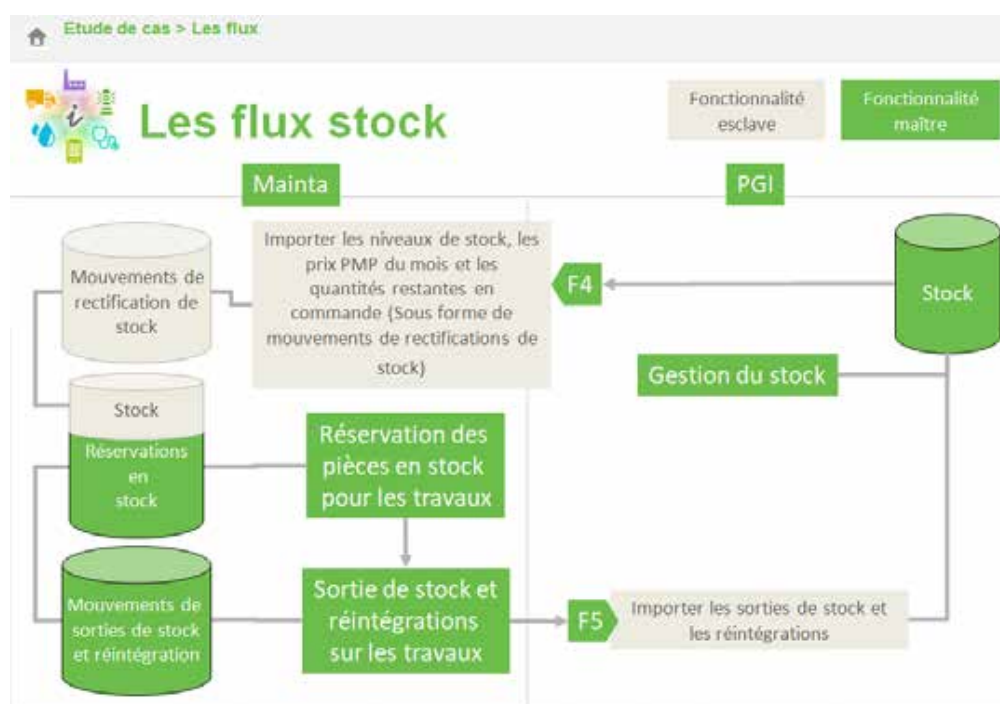 Etude de cas > Les flux
i
Les flux stock
Fonctionnalité
esclave
Fonctionnalité
maître
Mainta
PGI
Mouvements de
rectification de
stock
Importer les niveaux de stock, les
prix PMP du mois et les
quantités restantes en
commande (Sous forme de
mouvements de rectifications de
stock)
F4
Stock
Gestion du stock
Stock
Réservations
en
stock
Réservation des
pièces en stock
pour les travaux
Mouvements de
sorties de stock
et réintégration
Sortie de stock et
réintégrations
sur les travaux
F5
Importer les sorties de stock et
les réintégrations